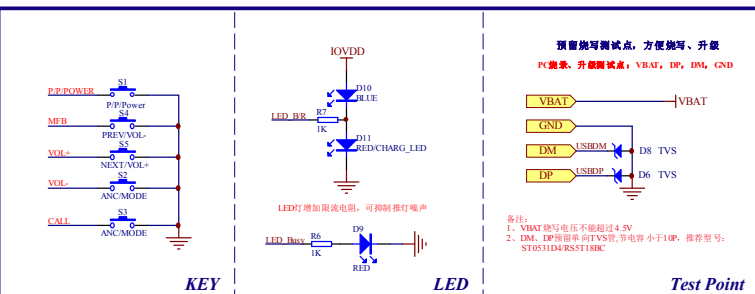 P/P/POWER
S1
P/P/Power
MFB
S4
PREV/VOL-
VOL+
S5
NEXT/VOL+
VOL-
S2
ANC/MODE
CALL
S3
ANC/MODE
KEY
IOVDD
D10
BLUE
LED_B/R
R7
1K
D11
RED/CHARG_LED
LED灯增加限流电阻，可抑制推灯噪声
LED_Busy
R6
1K
D9
RED
LED
预留烧写测试点，方便烧写、升级
PC烧录、升级测试点：VBAT，DP，DM，GND
VBAT
VBAT
GND
DM
USBDM
D8 TVS
DP
USBDP
D6 TVS
备注：
1、VBAT烧写电压不能超过4.5V
2、DM、DP预留单向TVS管,节电容小于10P，推荐型号：
ST0531D4/RS5T18BC
Test Point